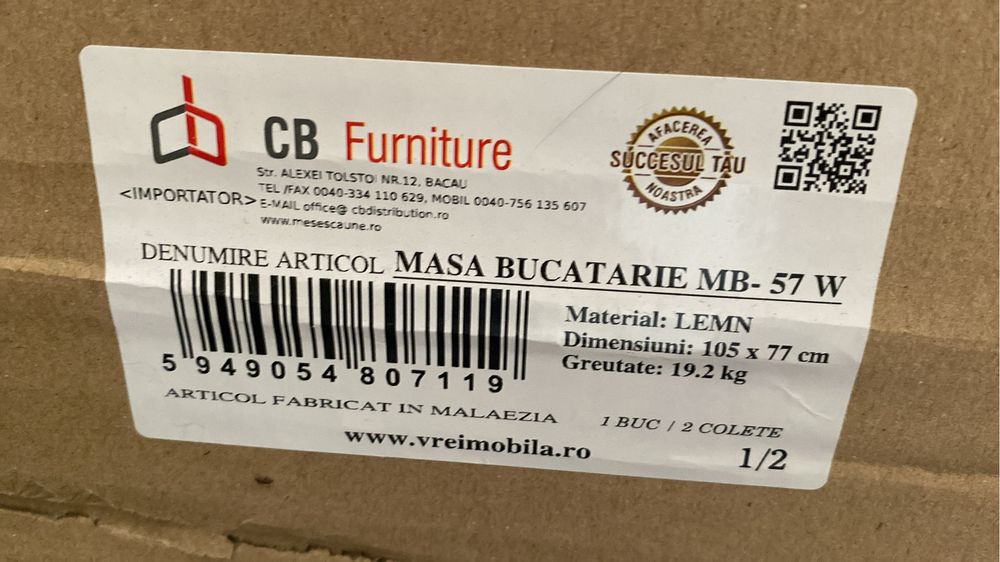 CB Furniture
Str. ALEXEI TOLSTOI NR.12, BACAU
<IMPORTATOR>
TEL /FAX 0040-334 110 629, MOBIL 0040-756 135 607
E-MAIL office@ cbdistribution.ro
www.mesescaune.ro
AFACEREA
SUCCESUL TĂU
NOASTRA
DENUMIRE ARTICOL MASA BUCATARIE MB- 57 W
Material: LEMN
Dimensiuni: 105 x 77 cm
Greutate: 19.2 kg
5 949054 807119
ARTICOL FABRICAT IN MALAEZIA
1 BUC / 2 COLETE
www.vreimobila.ro
1/2